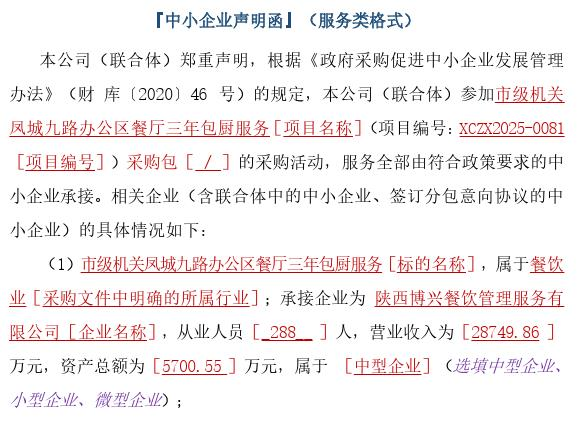 『中小企业声明函』（服务类格式）
本公司（联合体）郑重声明，根据《政府采购促进中小企业发展管理
办法》（财 库〔2020〕46 号）的规定，本公司（联合体）参加市级机关
凤城九路办公区餐厅三年包厨服务［项目名称］（项目编号：XCZX2025-0081
［项目编号］）采购包［ / ］的采购活动，服务全部由符合政策要求的中
小企业承接。相关企业（含联合体中的中小企业、签订分包意向协议的中
小企业）的具体情况如下：
（1）市级机关凤城九路办公区餐厅三年包厨服务［标的名称］，属于餐饮
业［采购文件中明确的所属行业］；承接企业为 陕西博兴餐饮管理服务有
限公司［企业名称］，从业人员［_288__ ］人，营业收入为［28749.86 ］
万元，资产总额为［5700.55 ］万元，属于 ［中型企业］（选填中型企业、
小型企业、微型企业）；